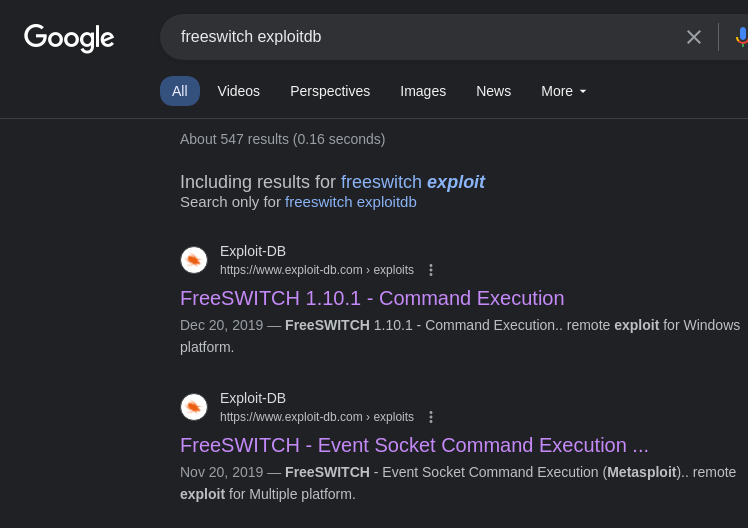 Google
freeswitch exploitdb
All Videos Perspectives Images News More
About 547 results (0.16 seconds)
Including results for freeswitch exploit
Search only for freeswitch exploitdb
Exploit-DB
https://www.exploit-db.com › exploits
FreeSWITCH 1.10.1 - Command Execution
Dec 20, 2019 — FreeSWITCH 1.10.1 - Command Execution.. remote exploit for Windows
platform.
Exploit-DB
https://www.exploit-db.com › exploits
FreeSWITCH - Event Socket Command Execution ...
Nov 20, 2019 — FreeSWITCH - Event Socket Command Execution (Metasploit).. remote
exploit for Multiple platform.